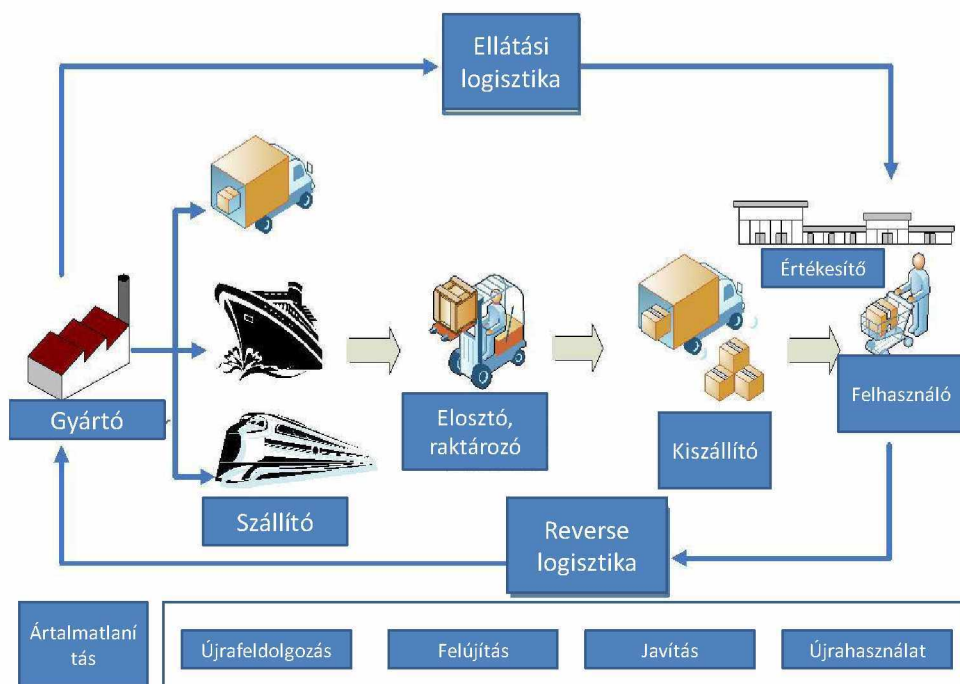 Ellátási
logisztika
Értékesítő
Gyártó
Szállító
Elosztó,
raktározó
Kiszállító
Felhasználó
Reverse
logisztika
Ártalmatlaní
tás
Újrafeldolgozás
Felújítás
Javítás
Újrahasználat